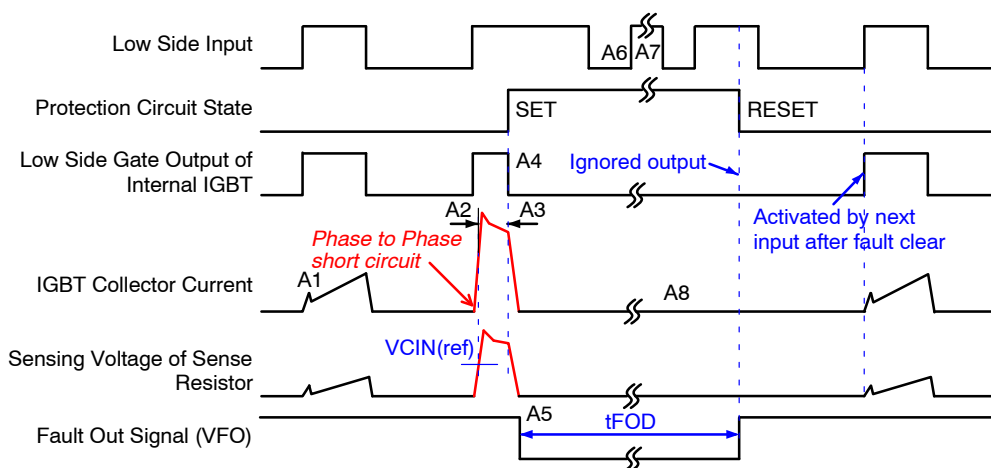 Low Side Input
A6
A7
Protection Circuit State
SET
RESET
Low Side Gate Output of
Internal IGBT
A4
Ignored output
Activated by next
input after fault clear
A2
A3
Phase to Phase
short circuit
IGBT Collector Current
A1
A8
VCIN(ref)
Sensing Voltage of Sense
Resistor
A5
tFOD
Fault Out Signal (VFO)